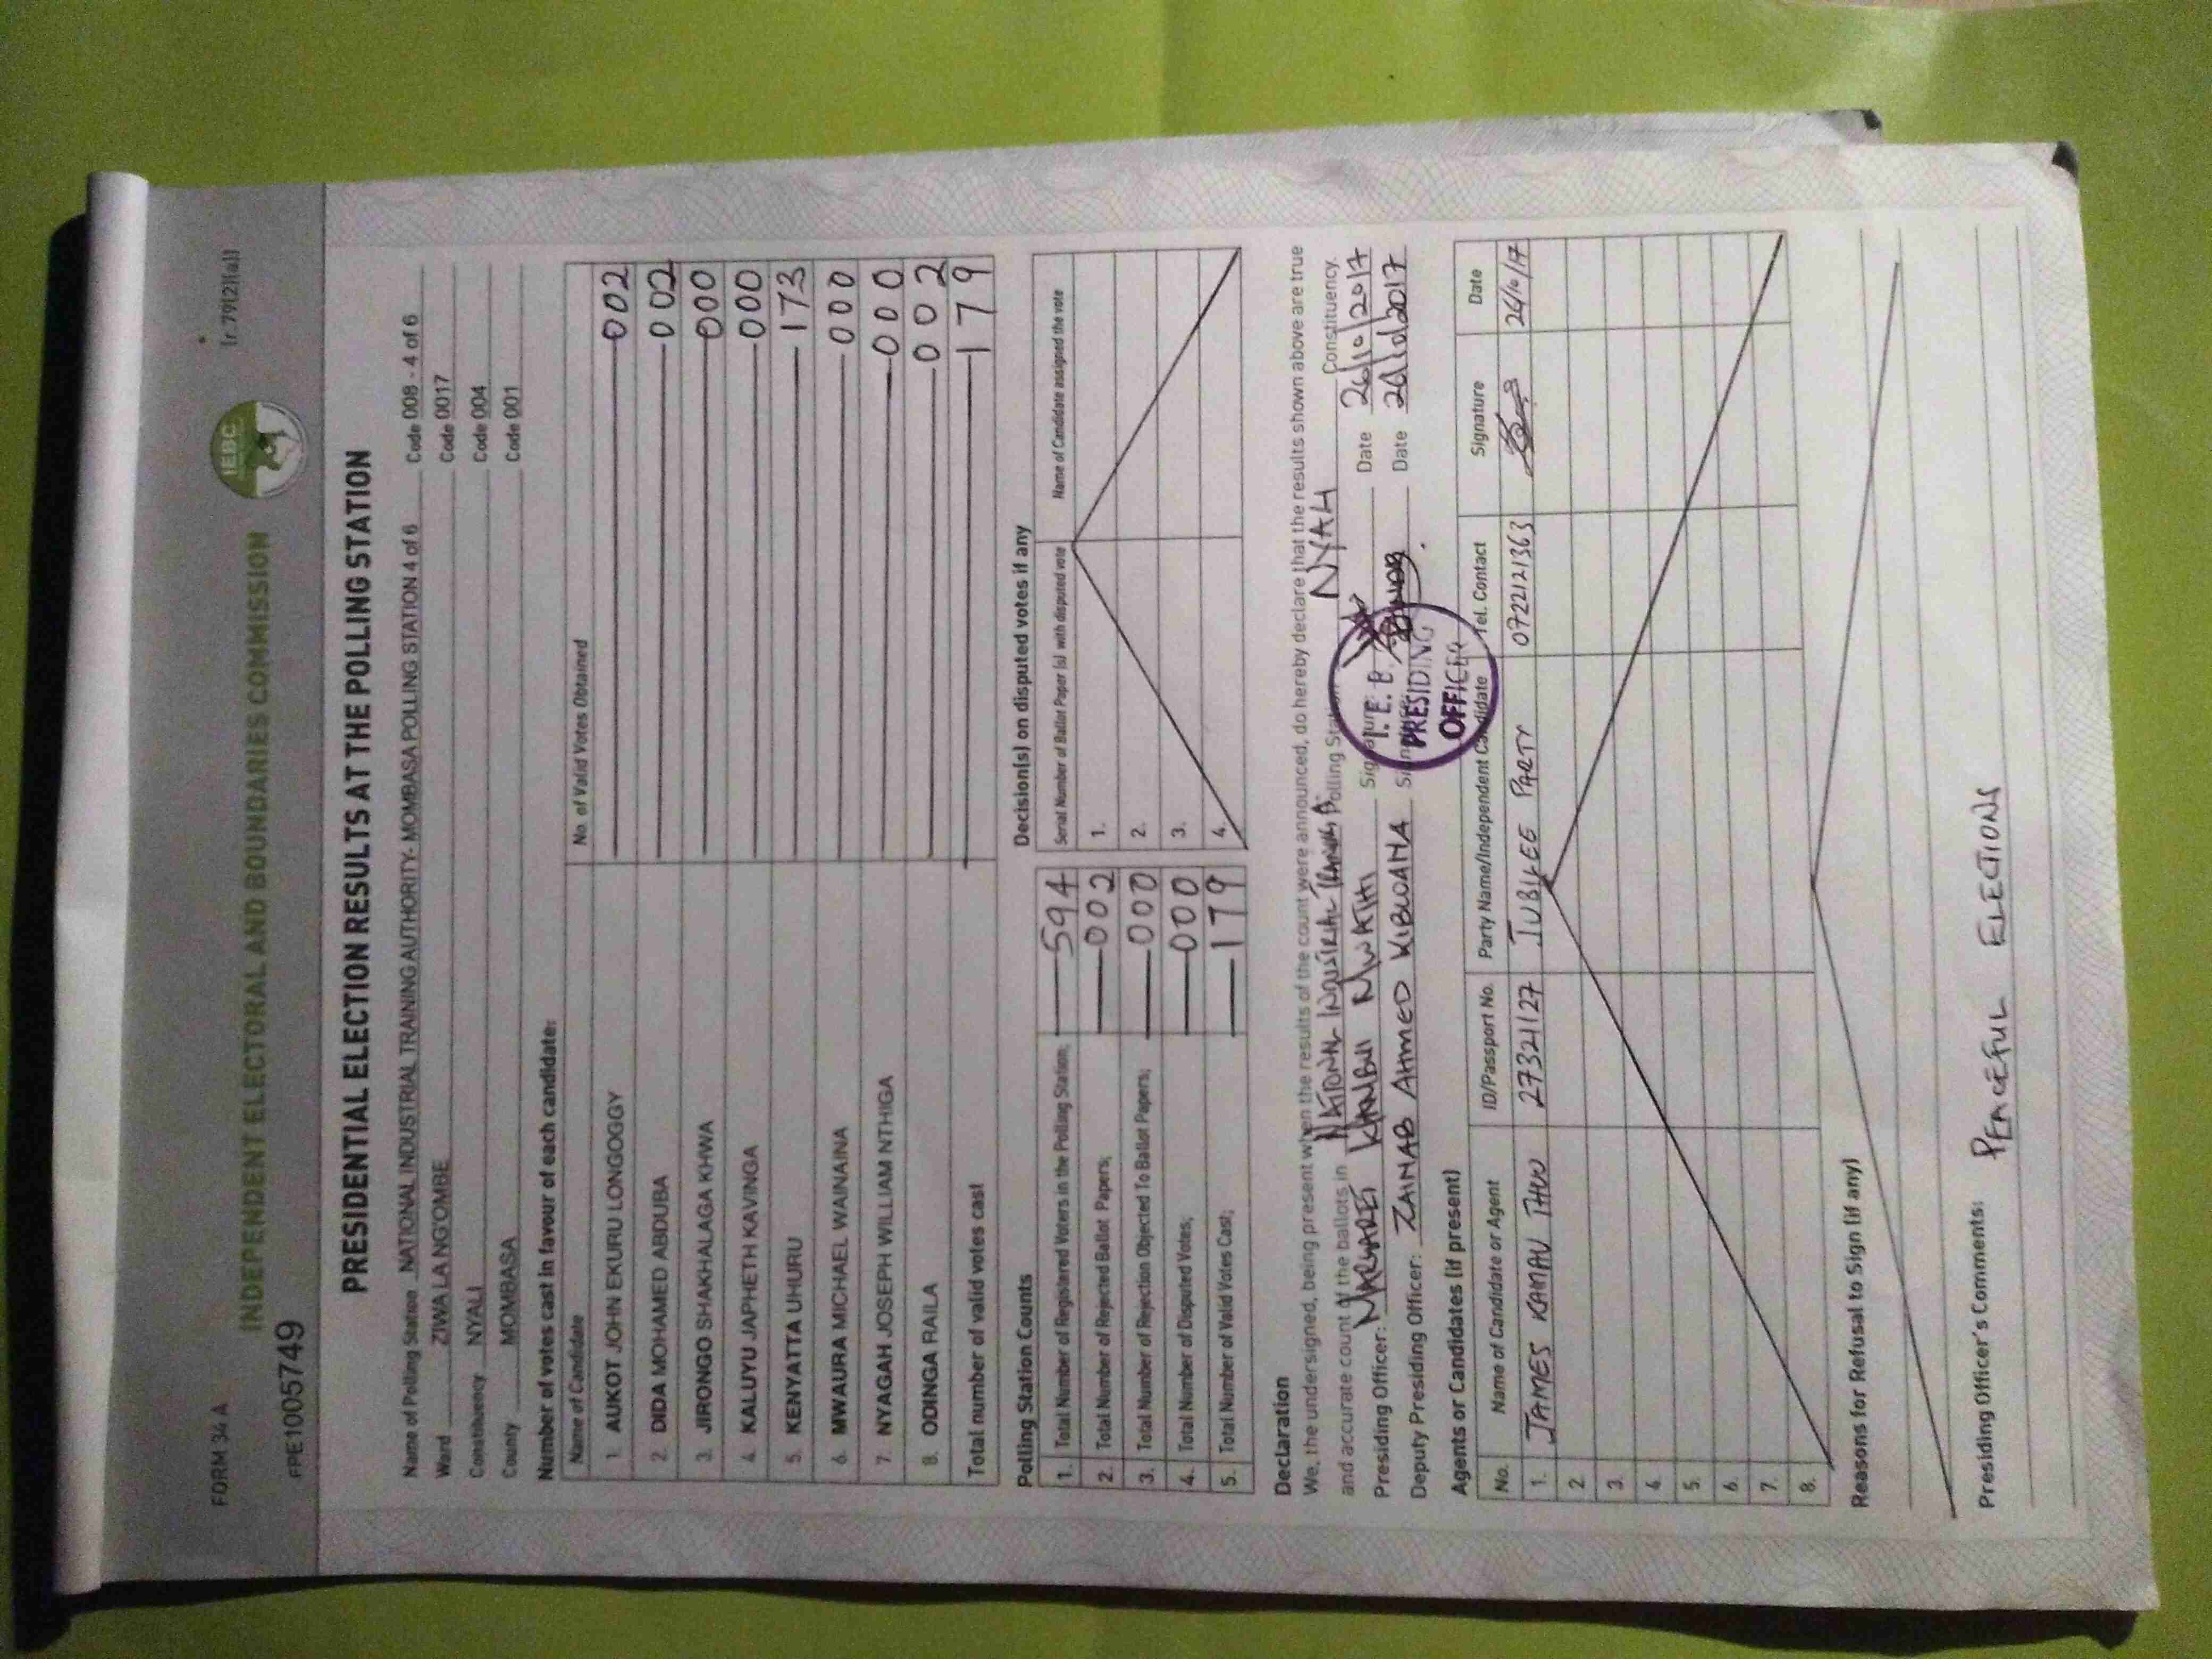 FORM 34 A
[r 79(2)(a)]
INDEPENDENT ELECTORAL AND BOUNDARIES COMMISSION
IEBC
FPE1005749
PRESIDENTIAL ELECTION RESULTS AT THE POLLING STATION
Name of Polling Station NATIONAL INDUSTRIAL TRAINING AUTHORITY- MOMBASA POLLING STATION 4 of 6 Code 008 - 4 of 6
Ward ZIWA LA NG'OMBE Code 0017
Constituency NYALI Code 004
County MOMBASA Code 001
Number of votes cast in favour of each candidate:
Name of Candidate No. of Valid Votes Obtained
1. AUKOT JOHN EKURU LONGOGGY 002
2. DIDA MOHAMED ABDUBA 002
3. JIRONGO SHAKHALAGA KHWA 000
4. KALUYU JAPHETH KAVINGA 000
5. KENYATTA UHURU 173
6. MWAURA MICHAEL WAINAINA 000
7. NYAGAH JOSEPH WILLIAM NTHIGA 000
8. ODINGA RAILA 002
Total number of valid votes cast 179
Polling Station Counts
1. Total Number of Registered Voters in the Polling Station; 594
2. Total Number of Rejected Ballot Papers; 002
3. Total Number of Rejection Objected To Ballot Papers; 000
4. Total Number of Disputed Votes; 000
5. Total Number of Valid Votes Cast; 179
Decision(s) on disputed votes if any
Serial Number of Ballot Paper (s) with disputed vote Name of Candidate assigned the vote
1.
2.
3.
4.
Declaration
We, the undersigned, being present when the results of the count were announced, do hereby declare that the results shown above are true
and accurate count of the ballots in INDUSTRIAL Polling Station Constituency.
Presiding Officer: MARGARET Signature: Date 26/10/2017
Deputy Presiding Officer: ZAINAB AHMED Date 26/10/2017
I. E. B.
PRESIDING
OFFICER
Agents or Candidates (if present)
No. Name of Candidate or Agent ID/Passport No. Party Name/Independent Candidate Tel. Contact Signature Date
1. JAMES KAMAU 27321127 JUBILEE PARTY 0722121363 26/10/17
2.
3.
4.
5.
6.
7.
8.
Reasons for Refusal to Sign (if any)
Presiding Officer's Comments: PEACEFUL ELECTIONS